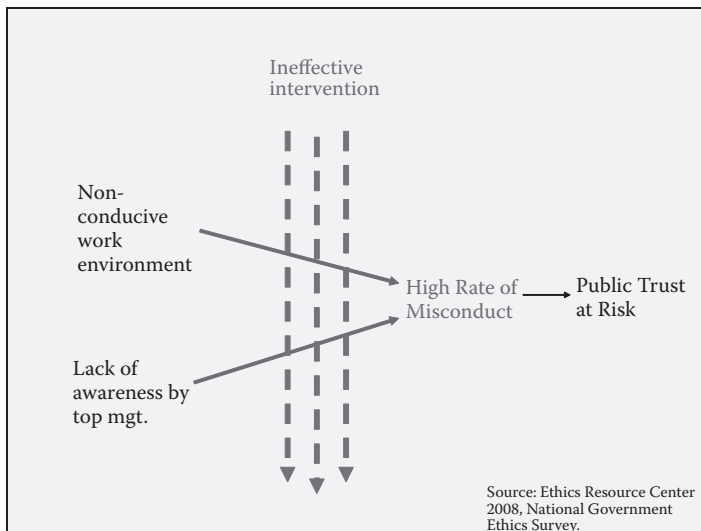 Ineffective
intervention
Non-
conducive
work
environment
High Rate of
Misconduct
Public Trust
at Risk
Lack of
awareness by
top mgt.
Source: Ethics Resource Center
2008, National Government
Ethics Survey.